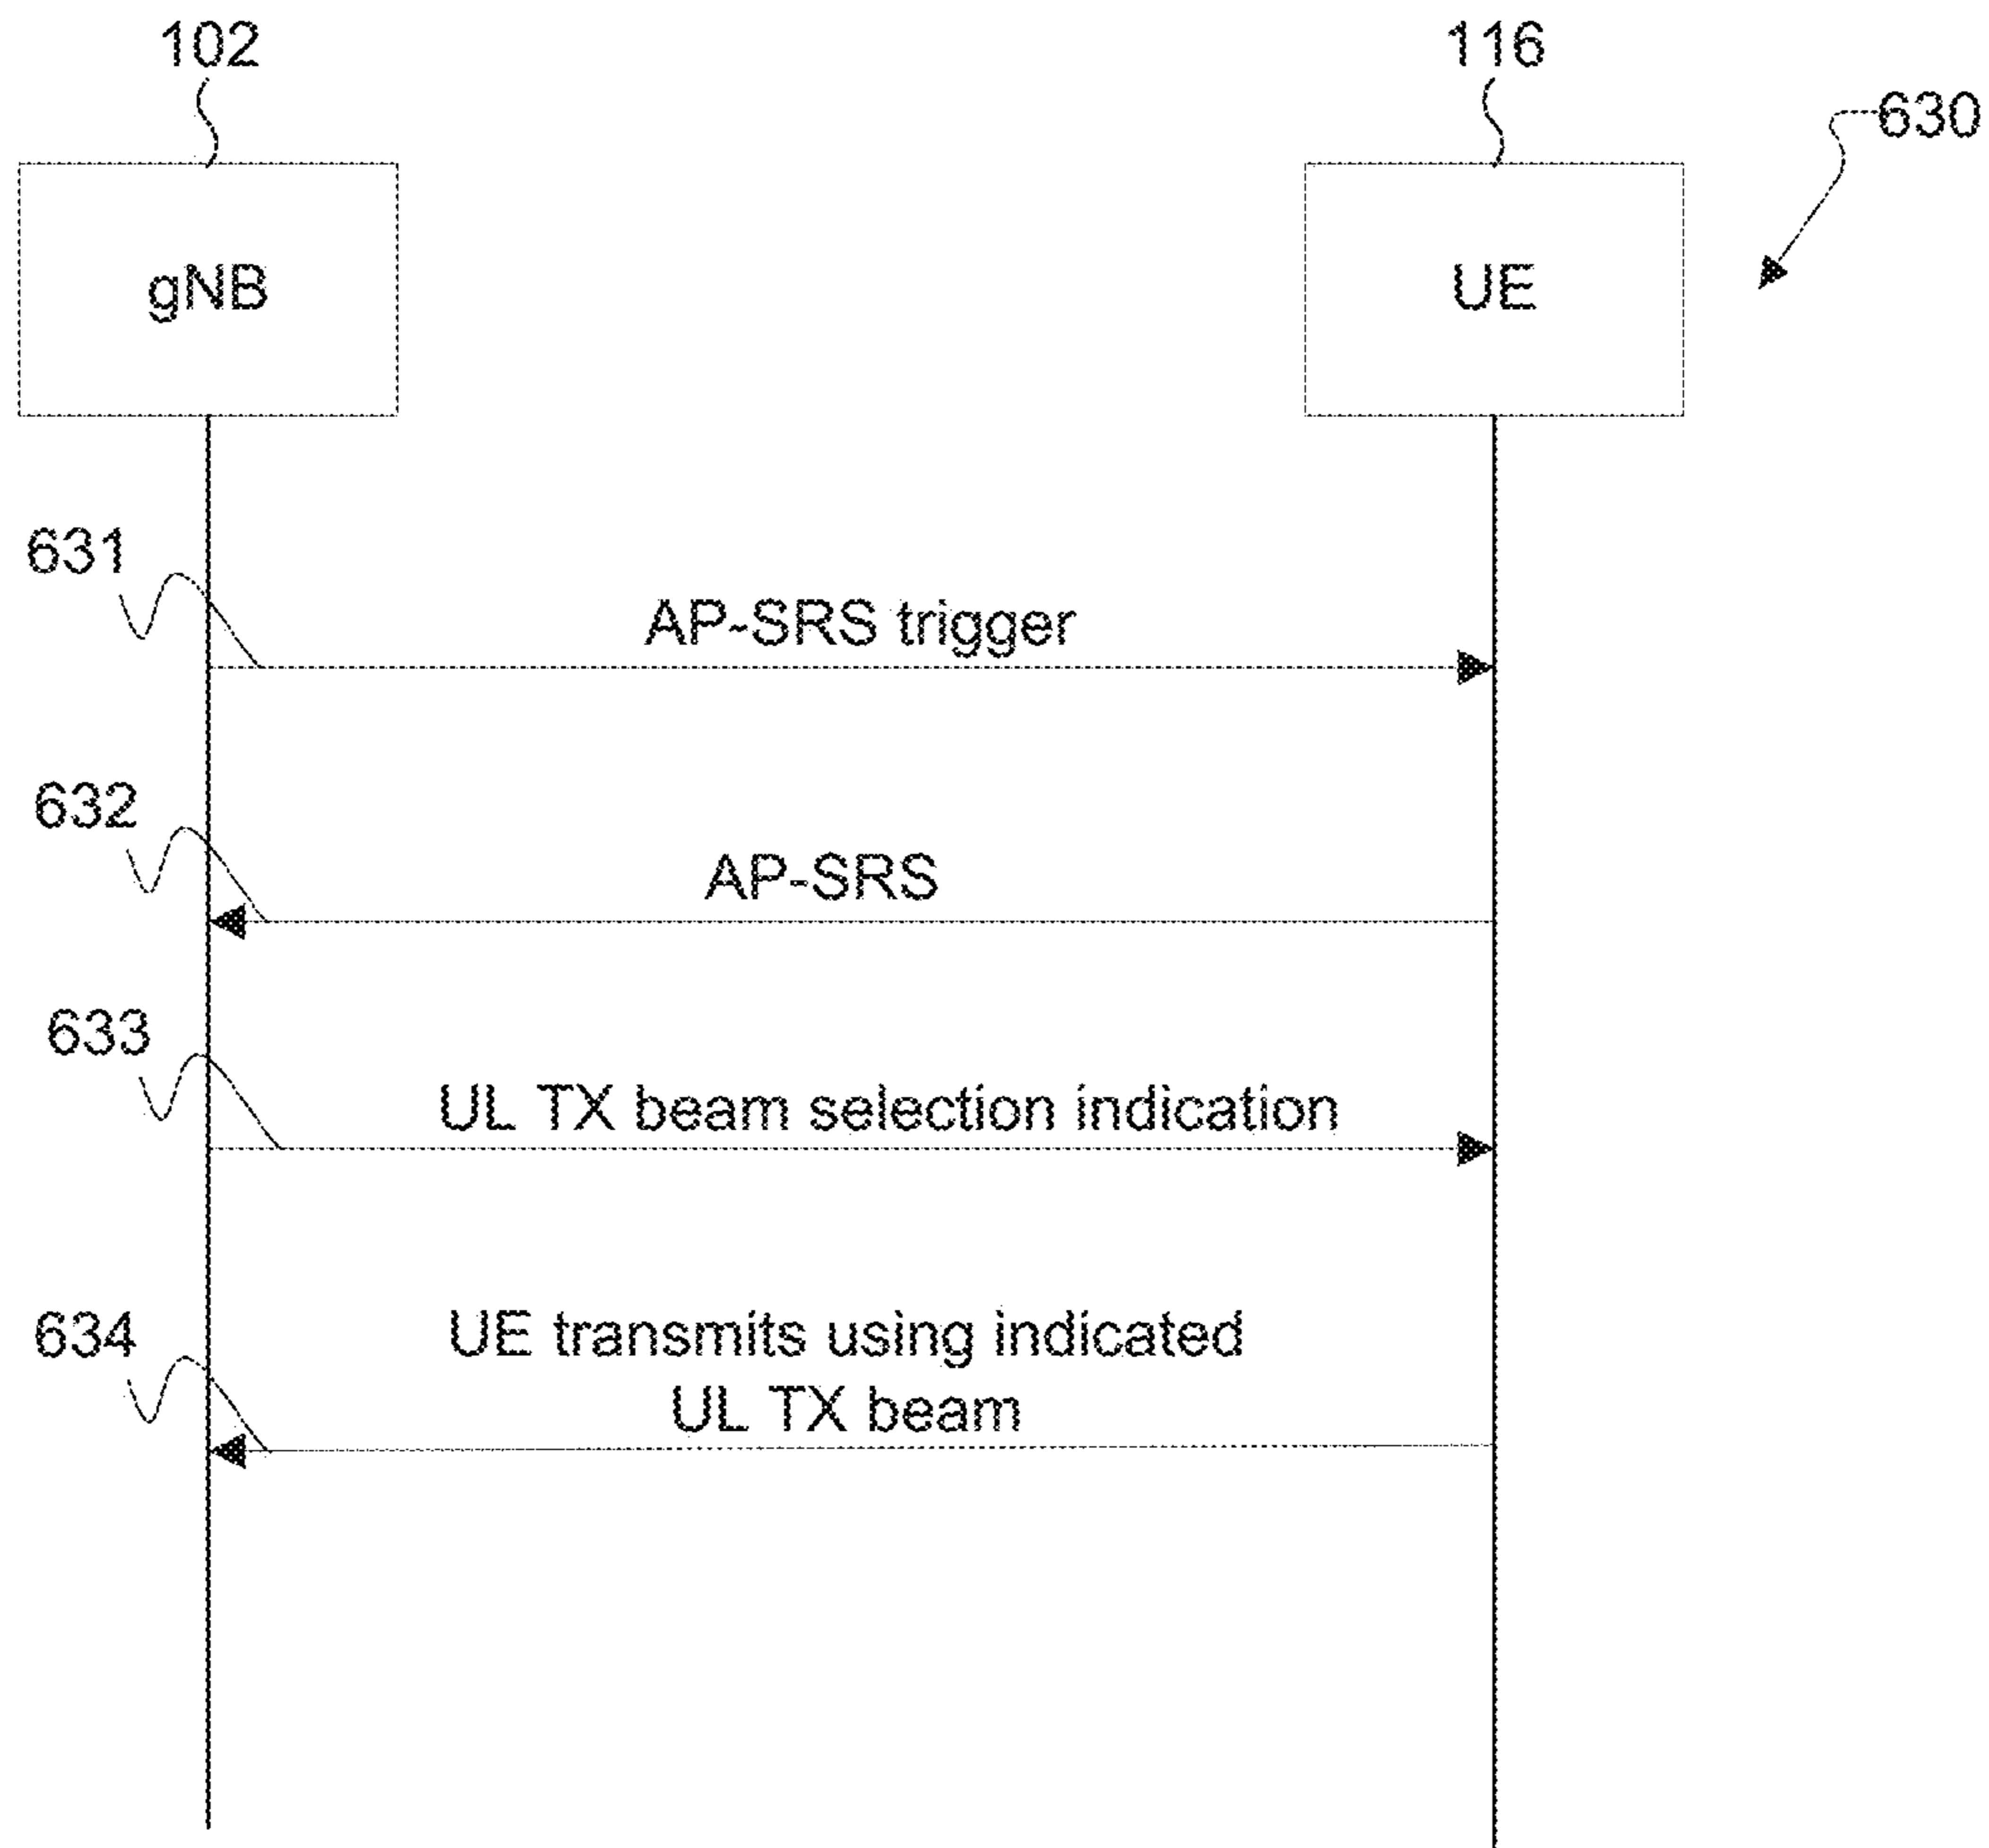 102
116
630
gNB
UE
631
AP-SRS trigger
632
AP-SRS
633
UL TX beam selection indication
634
UE transmits using indicated
UL TX beam